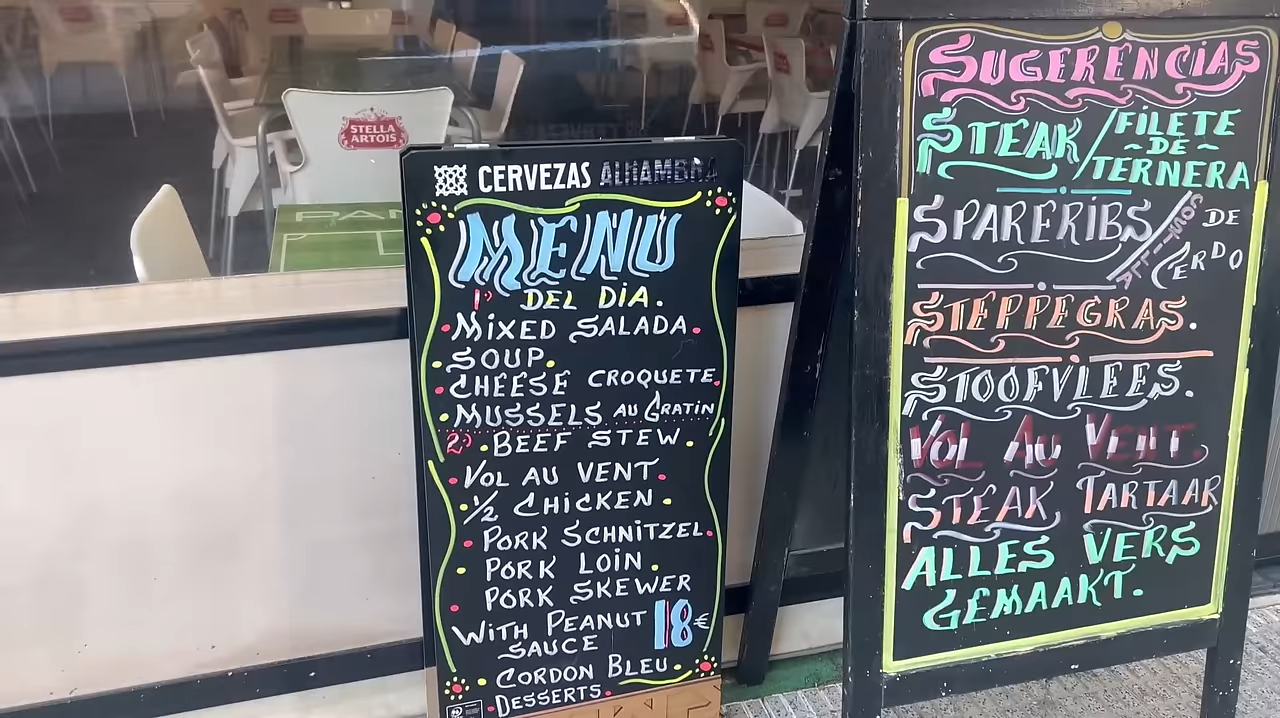 STELLA
ARTOIS
CERVEZAS ALHAMBRA
MENU
1) DEL DIA.
MIXED SALADA.
SOUP.
CHEESE CROQUETE.
MUSSELS AU GRATIN
2) BEEF STEW.
VOL AU VENT.
1/2 CHICKEN.
PORK SCHNITZEL.
PORK LOIN.
PORK SKEWER
WITH PEANUT
SAUCE
18€
CORDON BLEU.
DESSERTS.
SUGERENCIAS
STEAK / FILETE
~DE~
TERNERA
SPARERIBS
DE
CERDO
STEPPEGRAS.
STOOFVLEES.
VOL AU VENT.
STEAK TARTAAR
ALLES VERS
GEMAAKT.